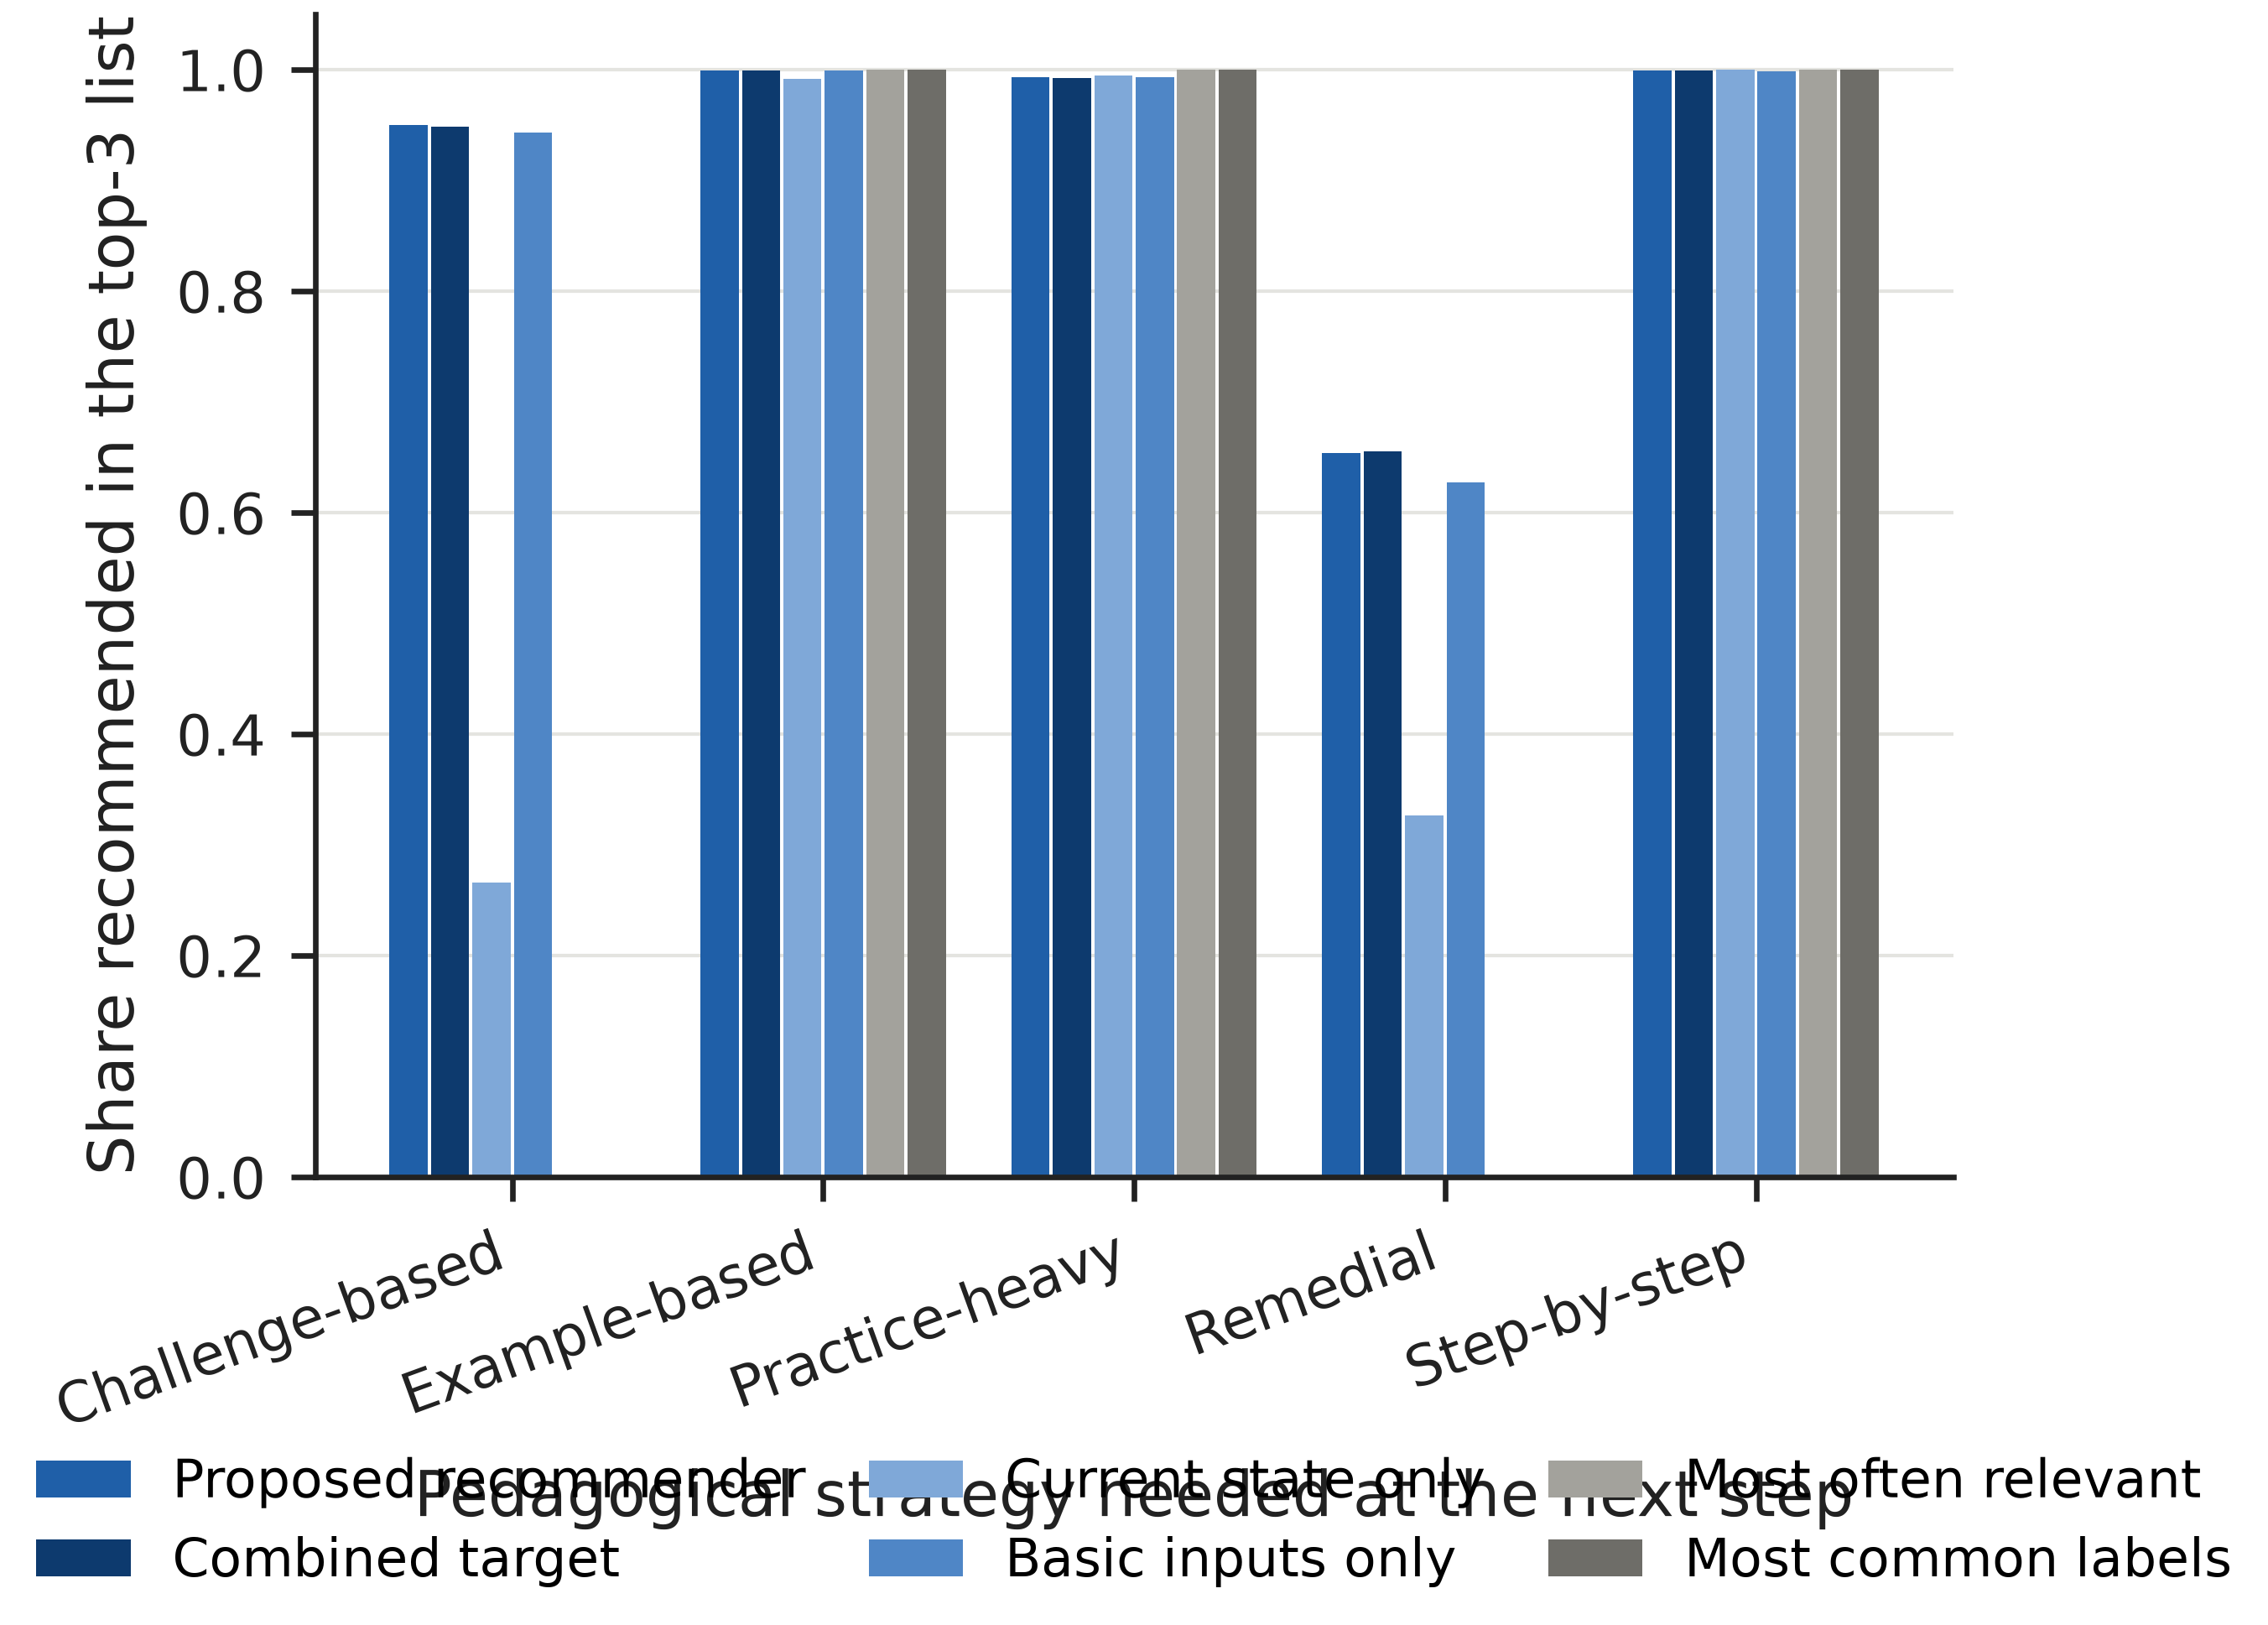 Share recommended in the top-3 list
1.0
0.8
0.6
0.4
0.2
0.0
Challenge-based
Example-based
Practice-heavy
Remedial
Step-by-step
Pedagogical strategy needed at the next step
Proposed recommender
Combined target
Current state only
Basic inputs only
Most often relevant
Most common labels